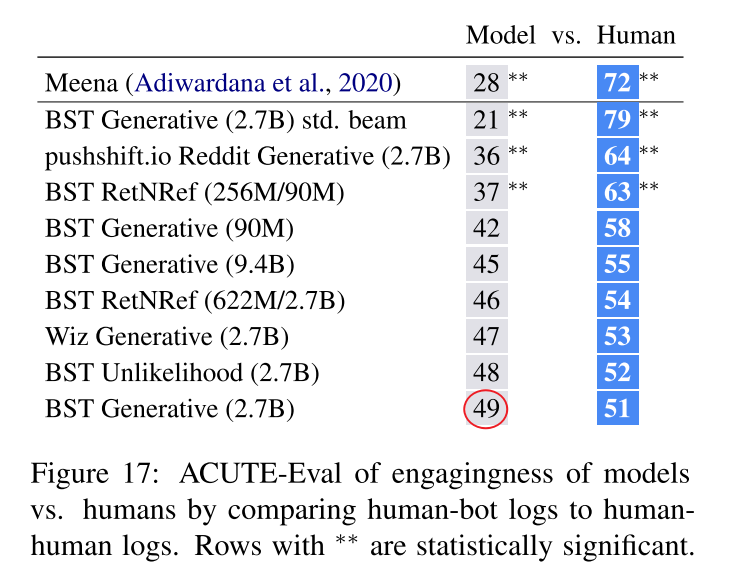 Model vs. Human
Meena (Adiwardana et al., 2020) 28 ** 72 **
BST Generative (2.7B) std. beam 21 ** 79 **
pushshift.io Reddit Generative (2.7B) 36 ** 64 **
BST RetNRef (256M/90M) 37 ** 63 **
BST Generative (90M) 42 58
BST Generative (9.4B) 45 55
BST RetNRef (622M/2.7B) 46 54
Wiz Generative (2.7B) 47 53
BST Unlikelihood (2.7B) 48 52
BST Generative (2.7B) 49 51
Figure 17: ACUTE-Eval of engagingness of models
vs. humans by comparing human-bot logs to human-
human logs. Rows with ** are statistically significant.